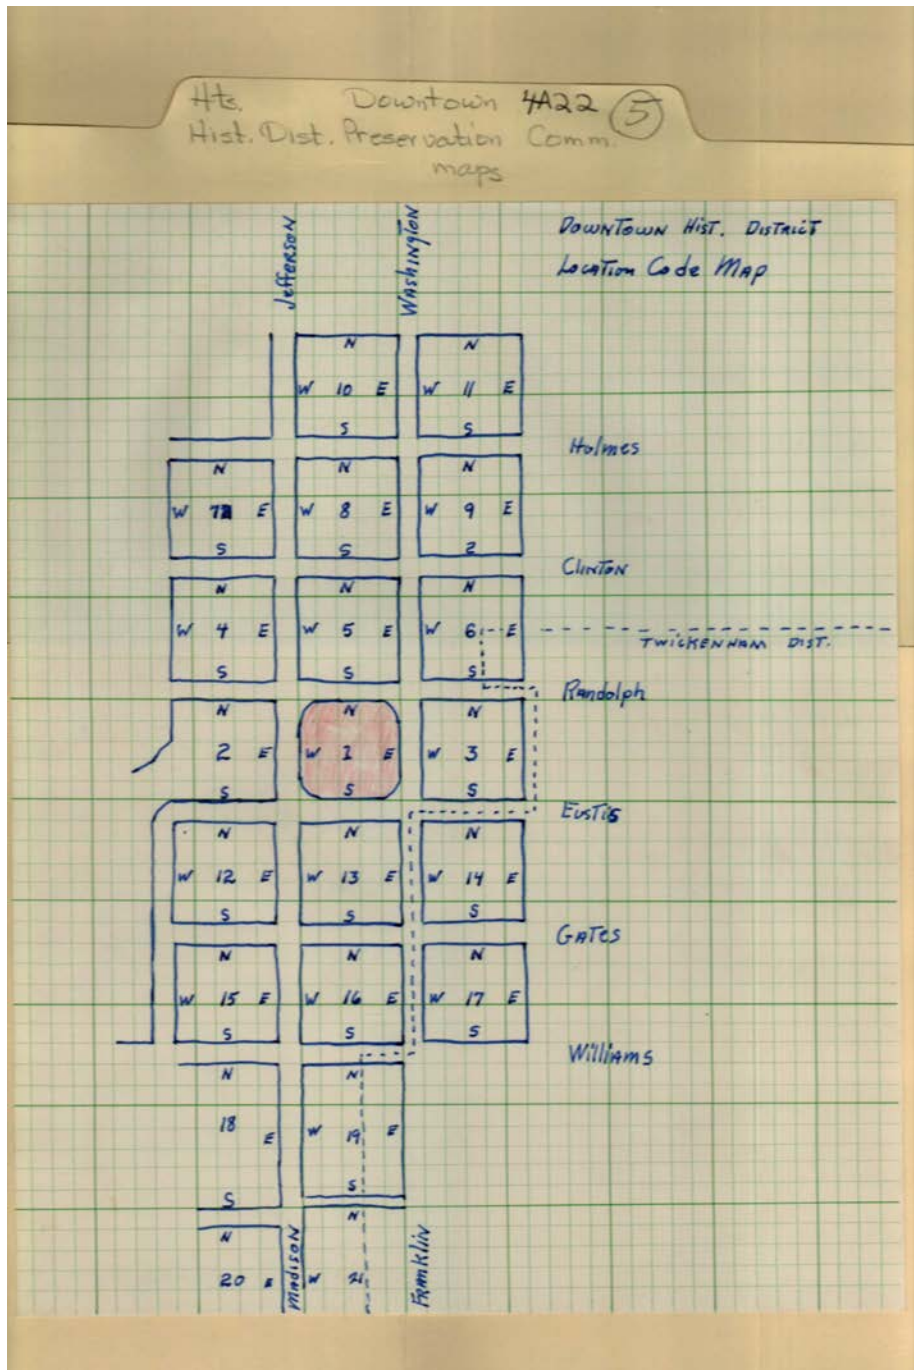 Hts. Downtown 4A22 5
Hist. Dist. Preservation Comm.
maps
Jefferson
Washington
Downtown Hist. District
Location Code Map
N N
W 10 E W 11 E
S S
Holmes
N N N
W 7 E W 8 E W 9 E
S S 2
Clinton
N N N
W 4 E W 5 E W 6 E
Twickenham Dist.
S S S
Randolph
N N N
2 E W 1 E W 3 E
S S S
Eustis
N N N
W 12 E W 13 E W 14 E
S S S
Gates
N N N
W 15 E W 16 E W 17 E
S S S
Williams
N N
18 E W 19 E
S S
N N
20 E W 21
Madison
Franklin